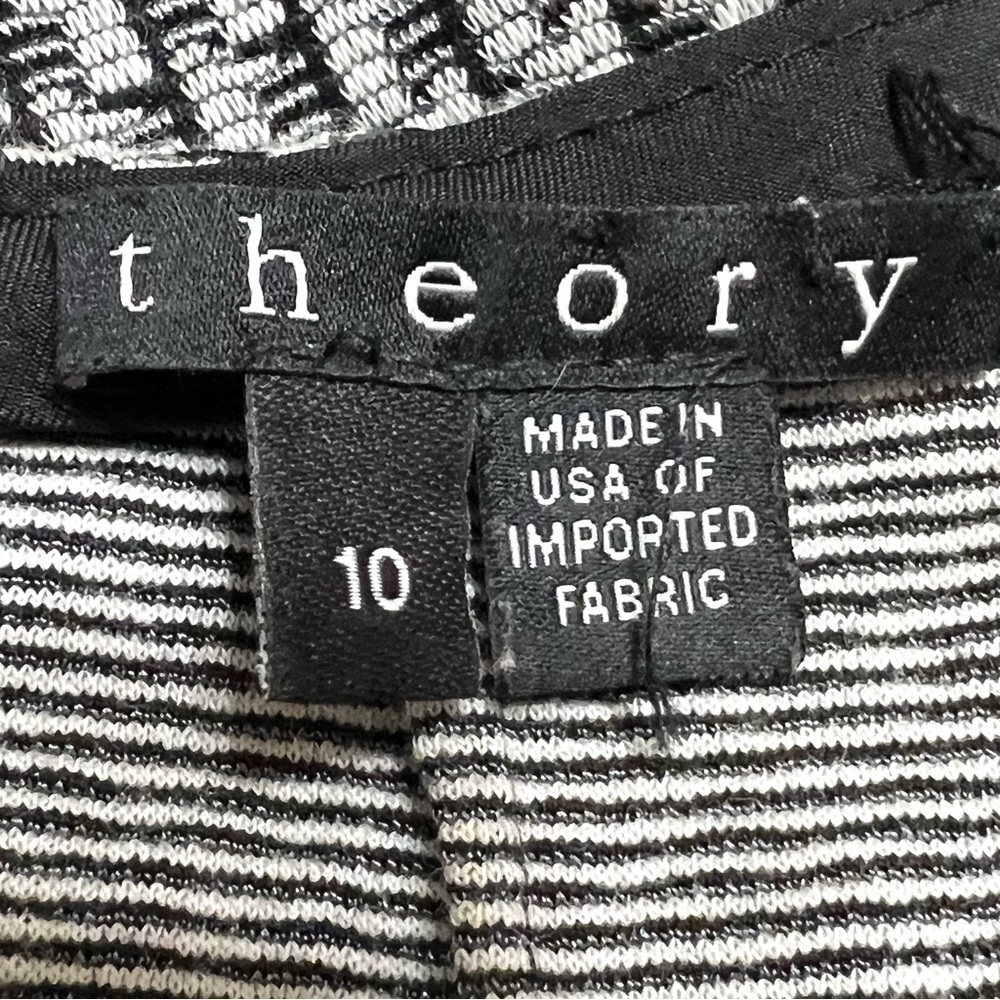 theory
10
MADE IN
USA OF
IMPORTED
FABRIC